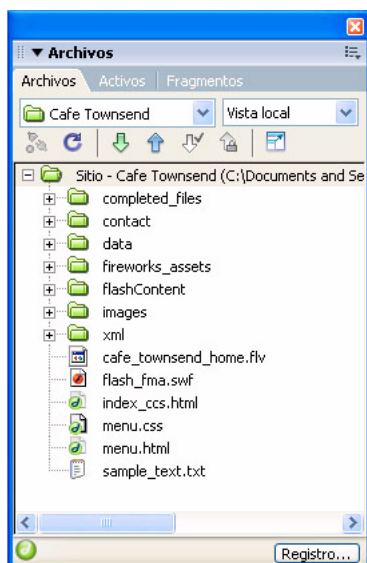 Archivos
Archivos Activos Fragmentos
Cafe Townsend Vista local
Sitio - Cafe Townsend (C:\Documents and Se
completed_files
contact
data
fireworks_assets
flashContent
images
xml
cafe_townsend_home.flv
flash_fma.swf
index_ccs.html
menu.css
menu.html
sample_text.txt
Registro...